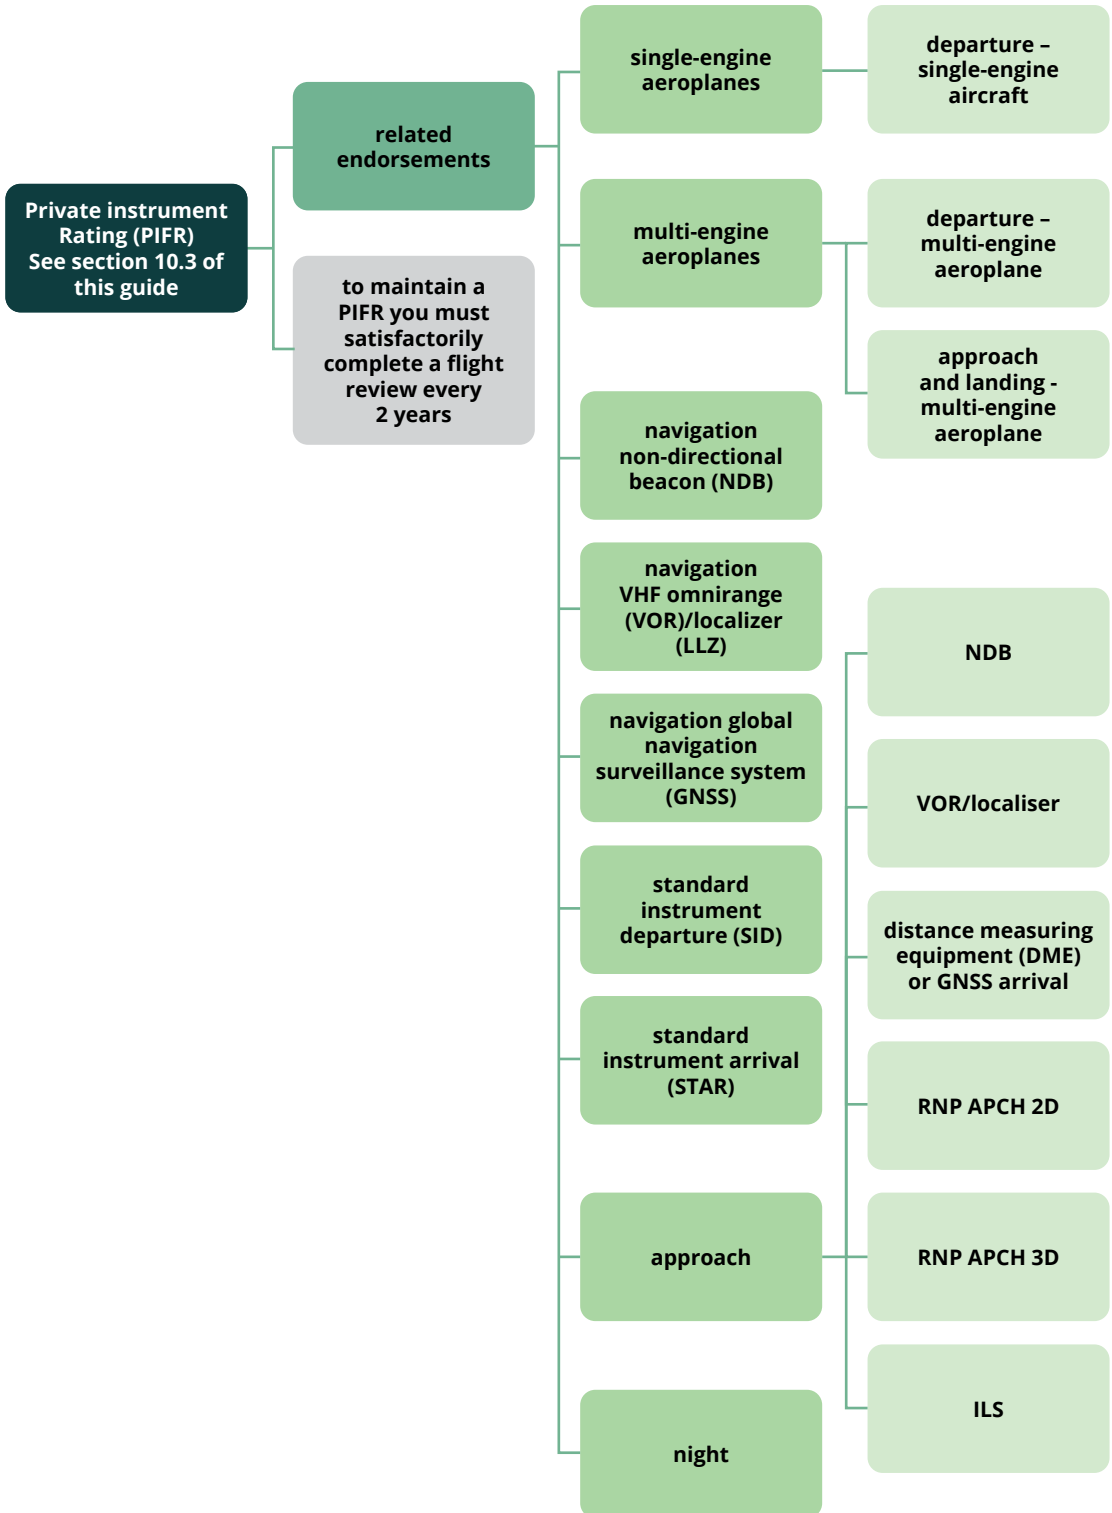 Private instrument
Rating (PIFR)
See section 10.3 of
this guide
related
endorsements
to maintain a
PIFR you must
satisfactorily
complete a flight
review every
2 years
single-engine
aeroplanes
departure –
single-engine
aircraft
multi-engine
aeroplanes
departure –
multi-engine
aeroplane
approach
and landing -
multi-engine
aeroplane
navigation
non-directional
beacon (NDB)
navigation
VHF omnirange
(VOR)/localizer
(LLZ)
navigation global
navigation
surveillance system
(GNSS)
standard
instrument
departure (SID)
standard
instrument arrival
(STAR)
approach
NDB
VOR/localiser
distance measuring
equipment (DME)
or GNSS arrival
RNP APCH 2D
RNP APCH 3D
ILS
night